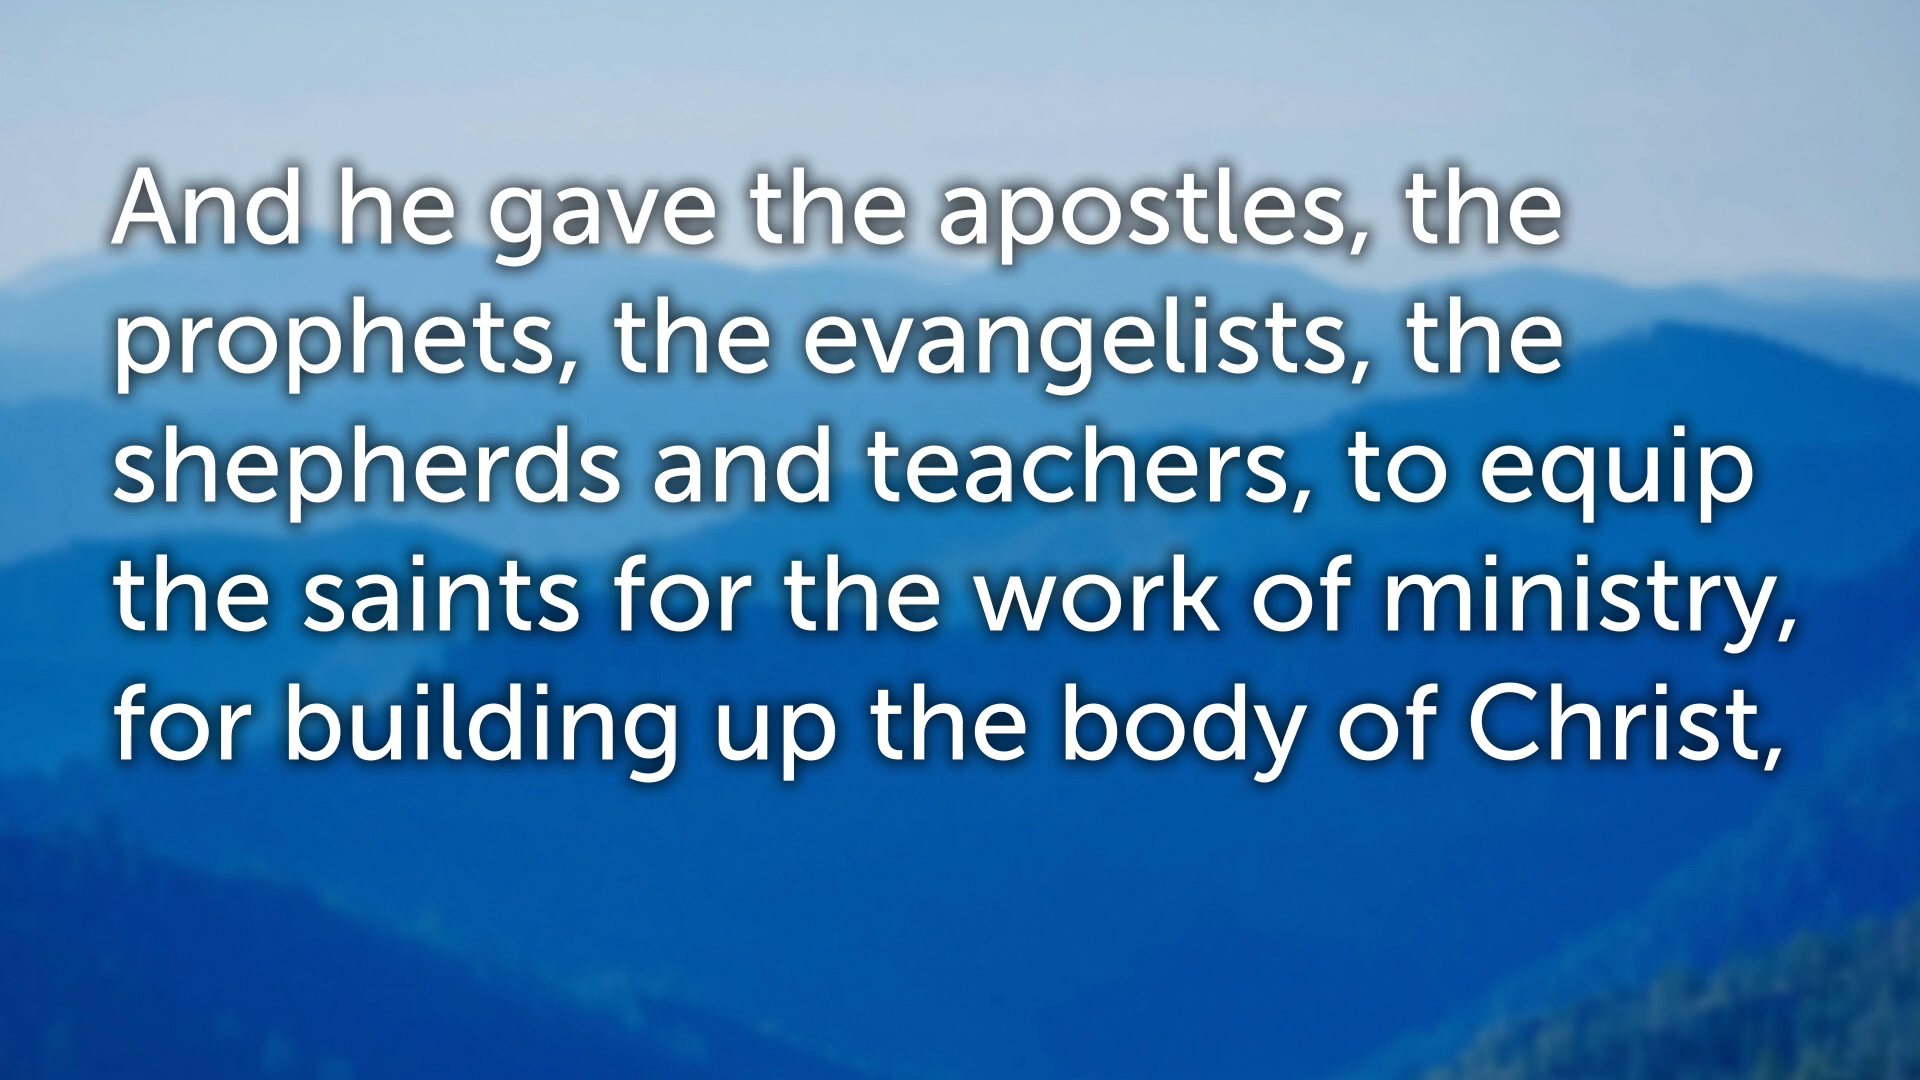 And he gave the apostles, the
prophets, the evangelists, the
shepherds and teachers, to equip
the saints for the work of ministry,
for building up the body of Christ,